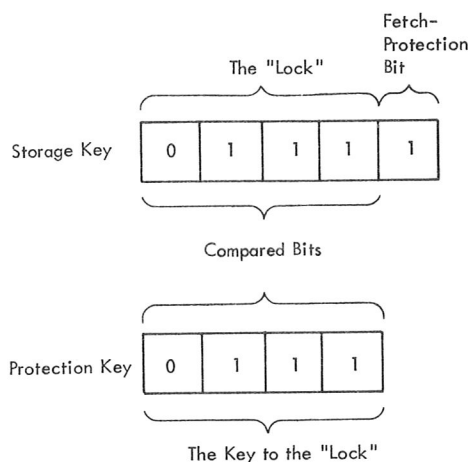 Fetch-
Protection
Bit
The "Lock"
Storage Key 0 1 1 1 1
Compared Bits
Protection Key 0 1 1 1
The Key to the "Lock"